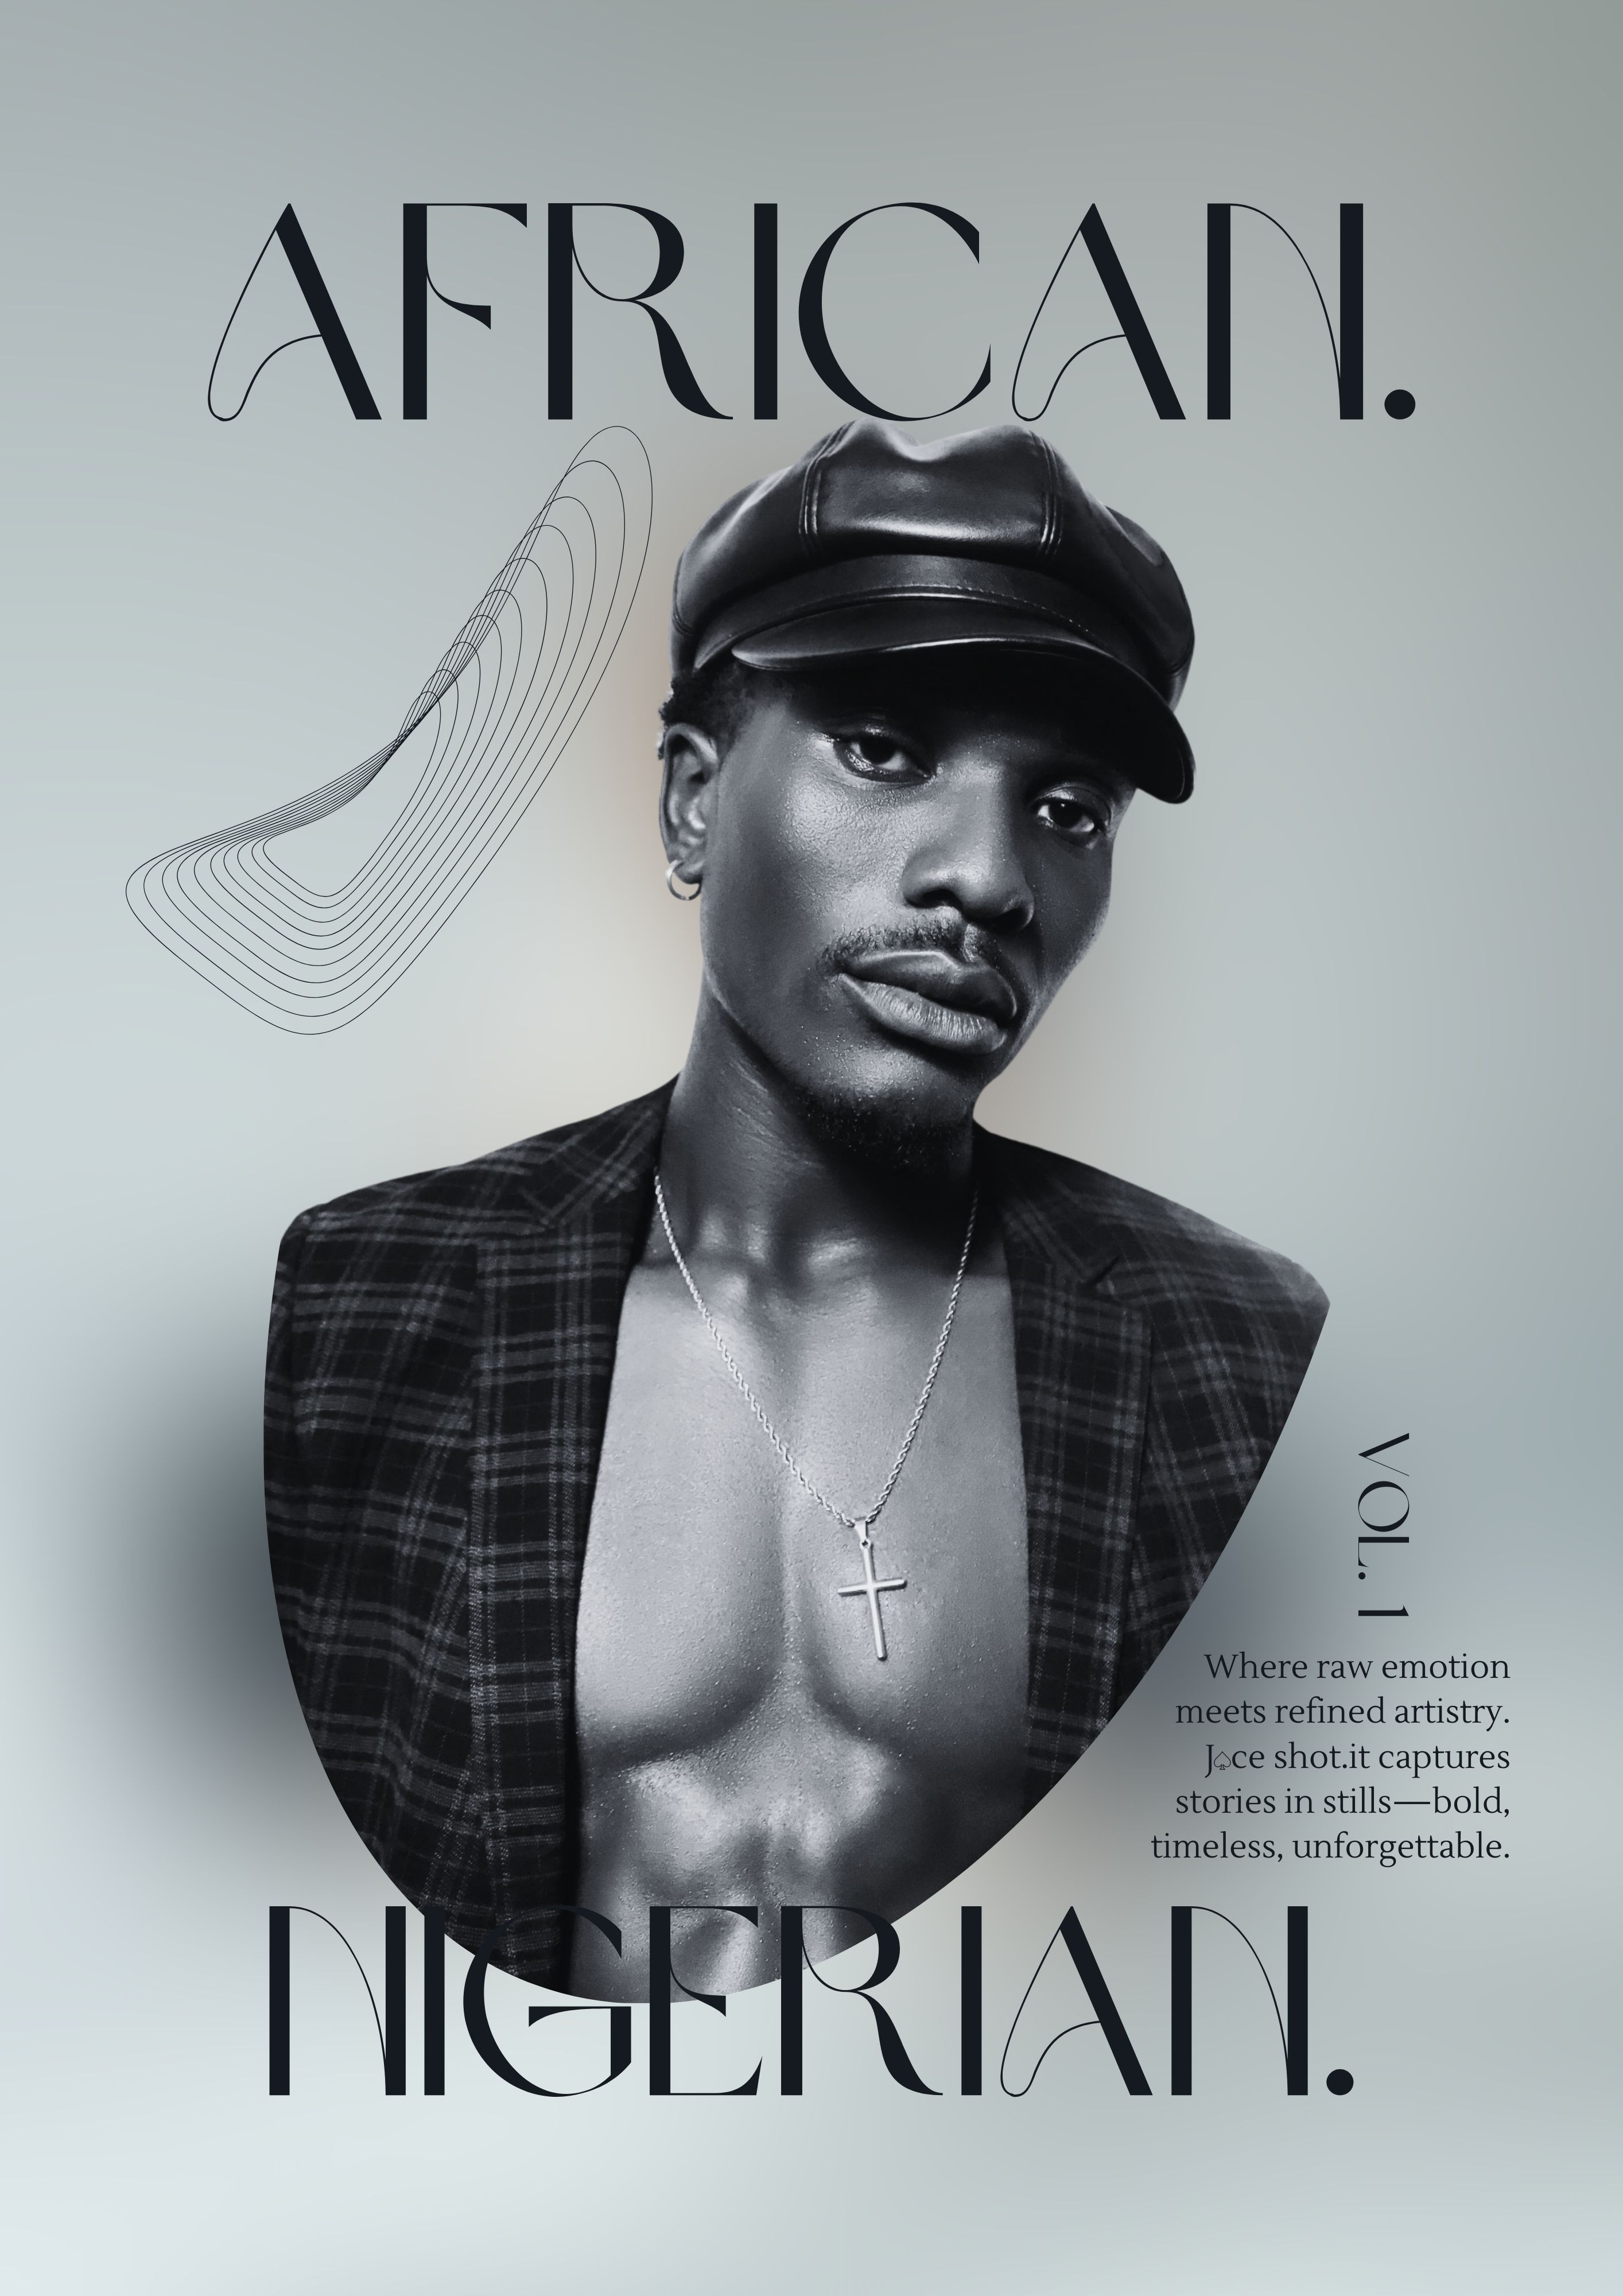 AFRICAN.
VOL. 1
Where raw emotion
meets refined artistry.
J♤ce shot.it captures
stories in stills—bold,
timeless, unforgettable.
NIGERIAN.